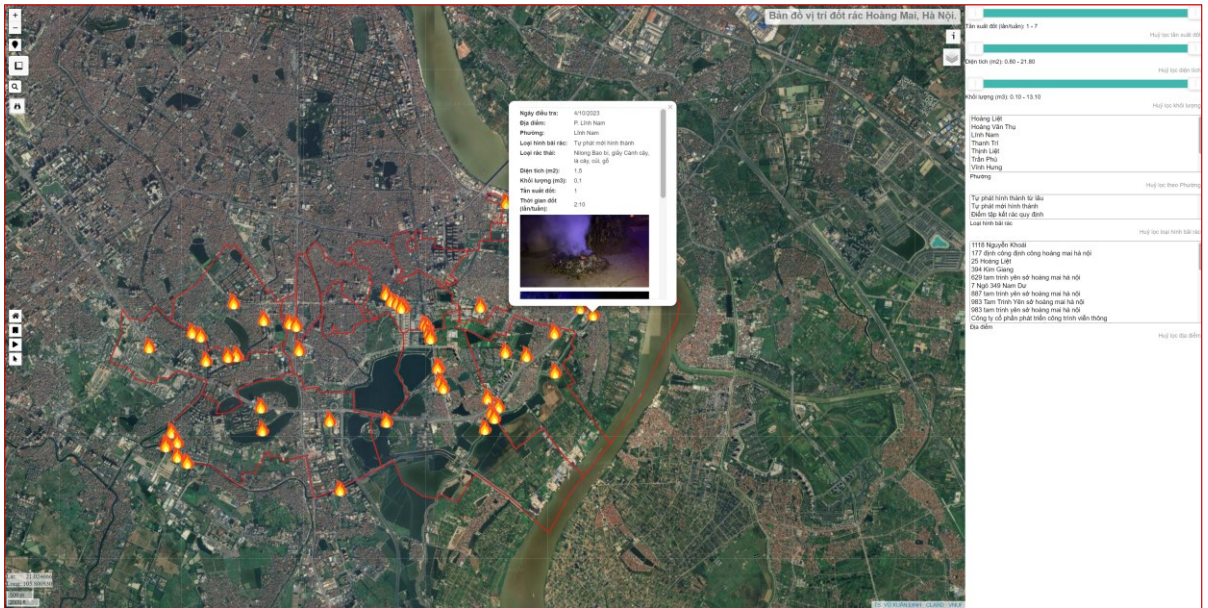 Bản đồ vị trí đốt rác Hoàng Mai, Hà Nội.
Ngày điều tra: 4/10/2023
Địa điểm: P. Lĩnh Nam
Phường: Lĩnh Nam
Loại hình bãi rác: Tự phát mới hình thành
Loại rác thải: Nilong Bao bì, giấy Cành cây,
lá cây, củi, gỗ
Diện tích (m2): 1,5
Khối lượng (m3): 0,1
Tần suất đốt: 1
Thời gian đốt
(lần/tuần): 2:10
Tần suất đốt (lần/tuần): 1 - 7
Huỷ lọc tần suất đốt
Diện tích (m2): 0.80 - 21.80
Huỷ lọc diện tích
Khối lượng (m3): 0.10 - 13.10
Huỷ lọc khối lượng
Hoàng Liệt
Hoàng Văn Thụ
Lĩnh Nam
Thanh Trì
Thịnh Liệt
Trần Phú
Vĩnh Hưng
Phường
Huỷ lọc theo Phường
Tự phát hình thành từ lâu
Tự phát mới hình thành
Điểm tập kết rác quy định
Loại hình bãi rác
Huỷ lọc loại hình bãi rác
1118 Nguyễn Khoái
177 định công định công hoàng mai hà nội
25 Hoàng Liệt
394 Kim Giang
629 tam trinh yên sở hoàng mai hà nội
7 Ngõ 349 Nam Dư
887 tam trinh yên sở hoàng mai hà nội
983 Tam Trinh Yên sở hoàng mai hà nội
983 tam trinh yên sở hoàng mai hà nội
Công ty cổ phần phát triển công trình viễn thông
Địa điểm
Huỷ lọc địa điểm